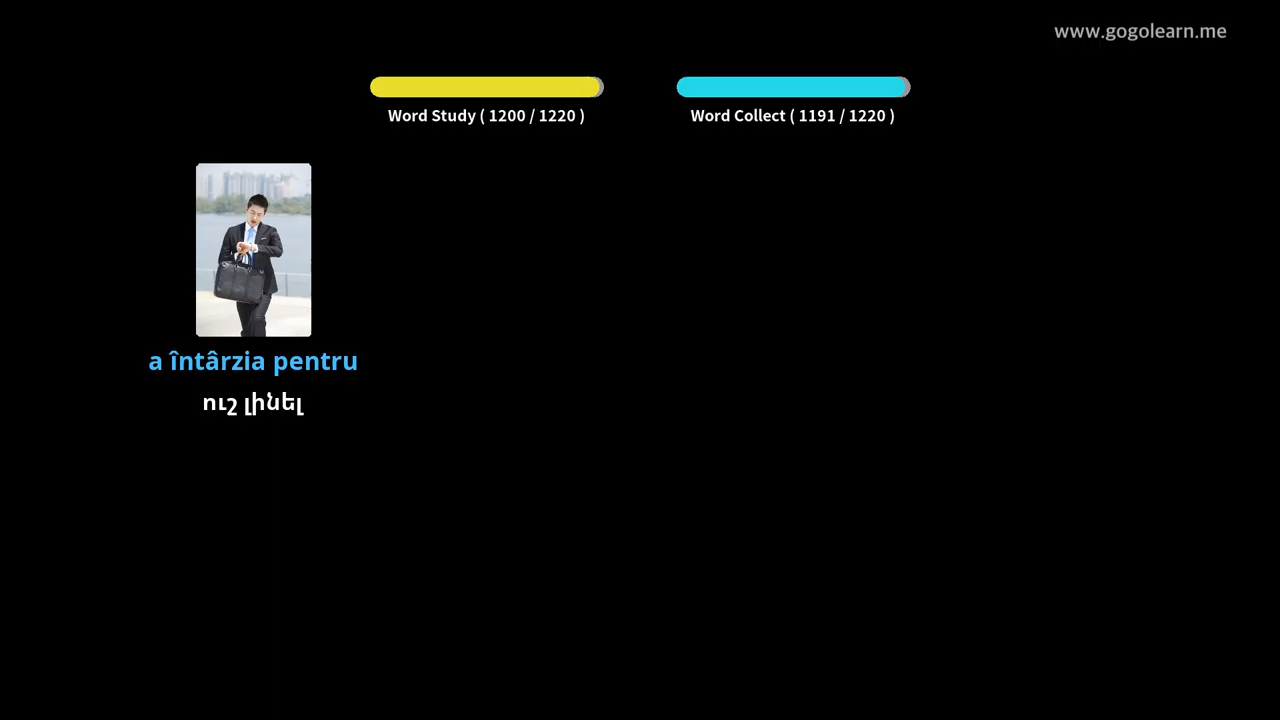 www.gogolearn.me
Word Study ( 1200 / 1220 )
Word Collect ( 1191 / 1220 )
a întârzia pentru
ուշ լինել